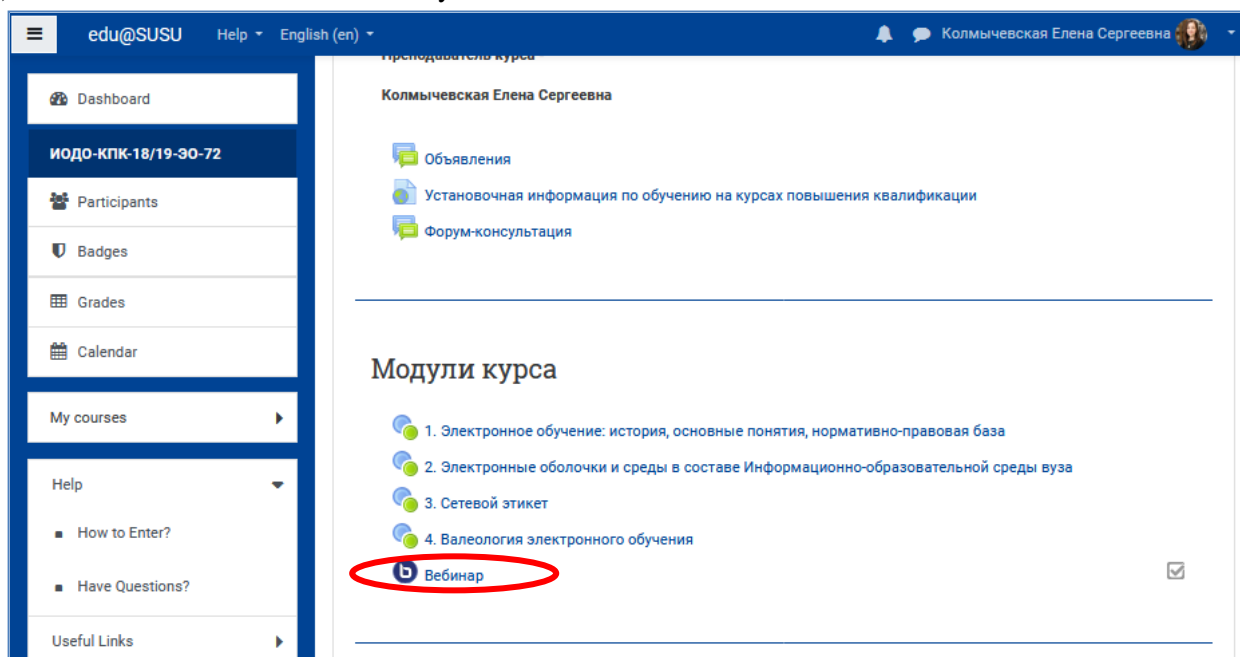 edu@SUSU Help English (en) Колмычевская Елена Сергеевна
Dashboard
ИОДО-КПК-18/19-ЭО-72
Participants
Badges
Grades
Calendar
My courses
Help
How to Enter?
Have Questions?
Useful Links
Преподаватель курса
Колмычевская Елена Сергеевна
Объявления
Установочная информация по обучению на курсах повышения квалификации
Форум-консультация
Модули курса
1. Электронное обучение: история, основные понятия, нормативно-правовая база
2. Электронные оболочки и среды в составе Информационно-образовательной среды вуза
3. Сетевой этикет
4. Валеология электронного обучения
b Вебинар